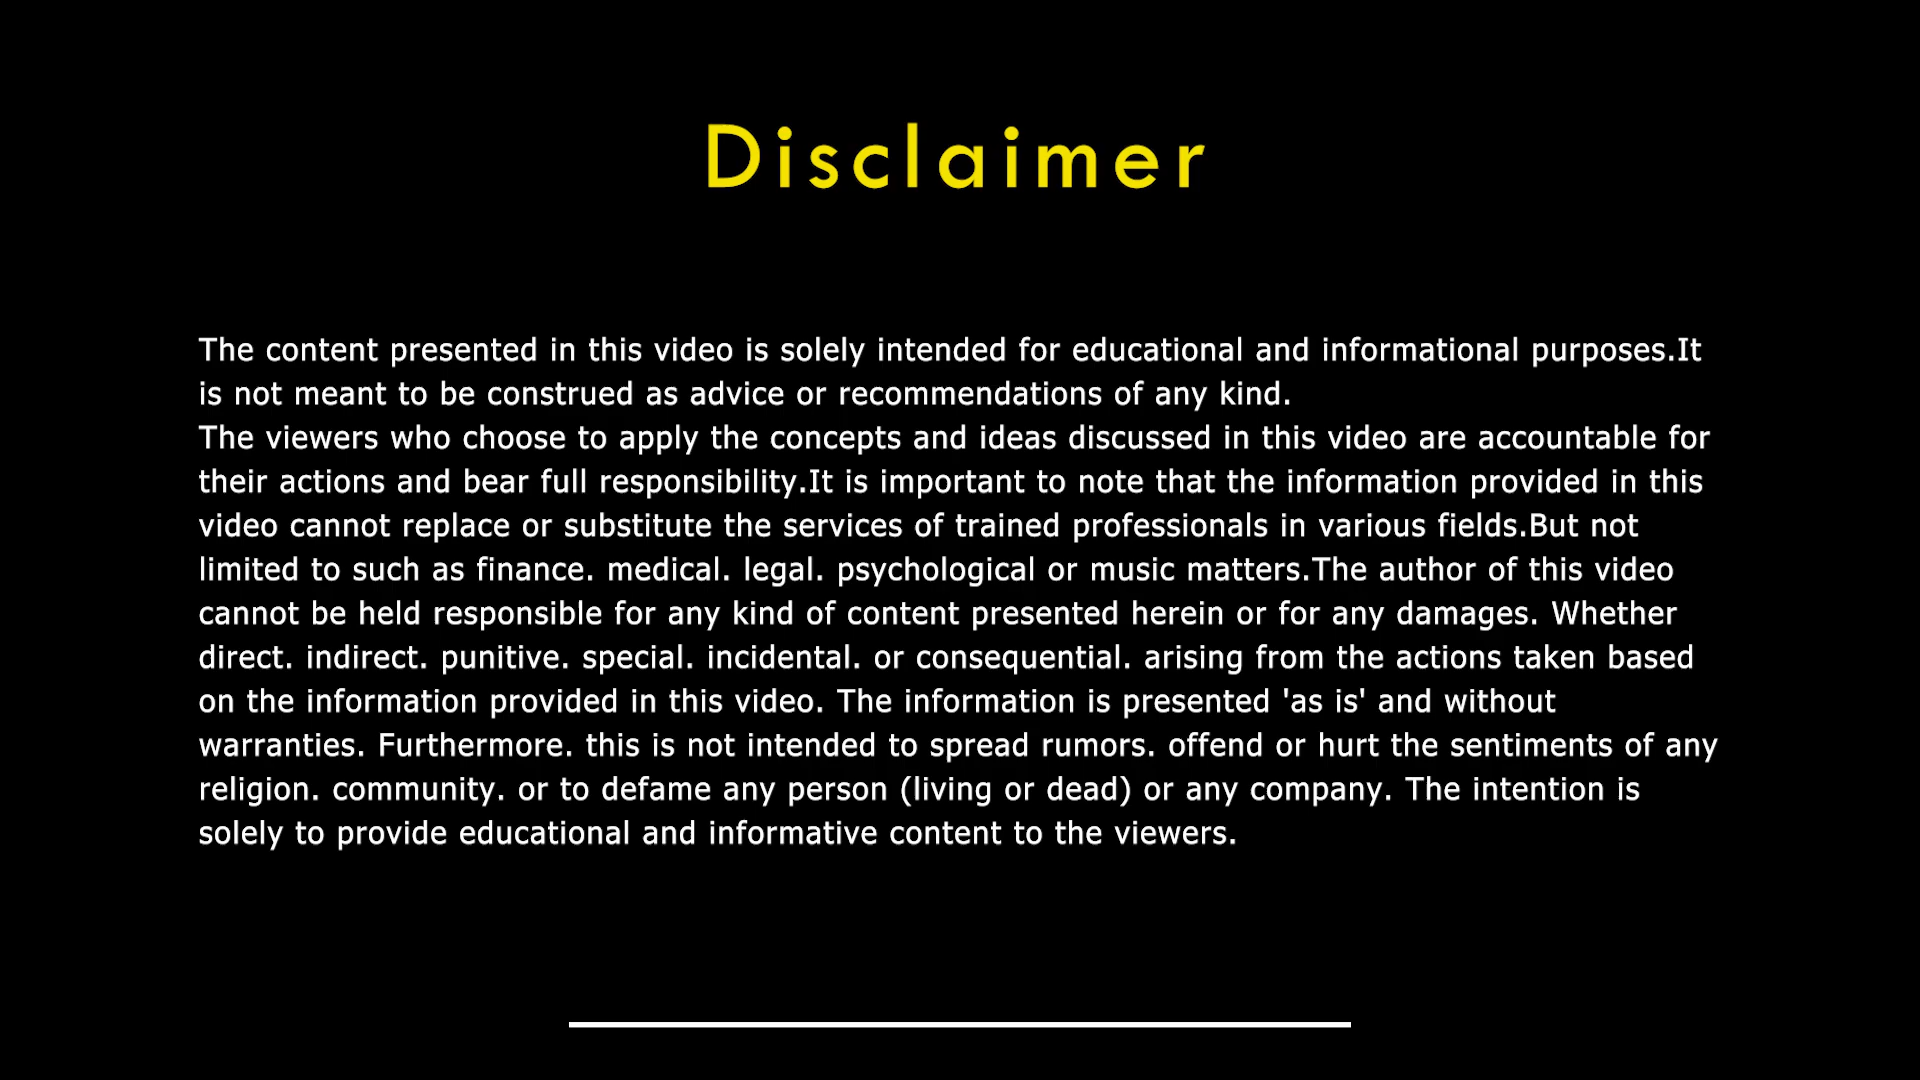 Disclaimer
The content presented in this video is solely intended for educational and informational purposes.It
is not meant to be construed as advice or recommendations of any kind.
The viewers who choose to apply the concepts and ideas discussed in this video are accountable for
their actions and bear full responsibility.It is important to note that the information provided in this
video cannot replace or substitute the services of trained professionals in various fields.But not
limited to such as finance. medical. legal. psychological or music matters.The author of this video
cannot be held responsible for any kind of content presented herein or for any damages. Whether
direct. indirect. punitive. special. incidental. or consequential. arising from the actions taken based
on the information provided in this video. The information is presented 'as is' and without
warranties. Furthermore. this is not intended to spread rumors. offend or hurt the sentiments of any
religion. community. or to defame any person (living or dead) or any company. The intention is
solely to provide educational and informative content to the viewers.